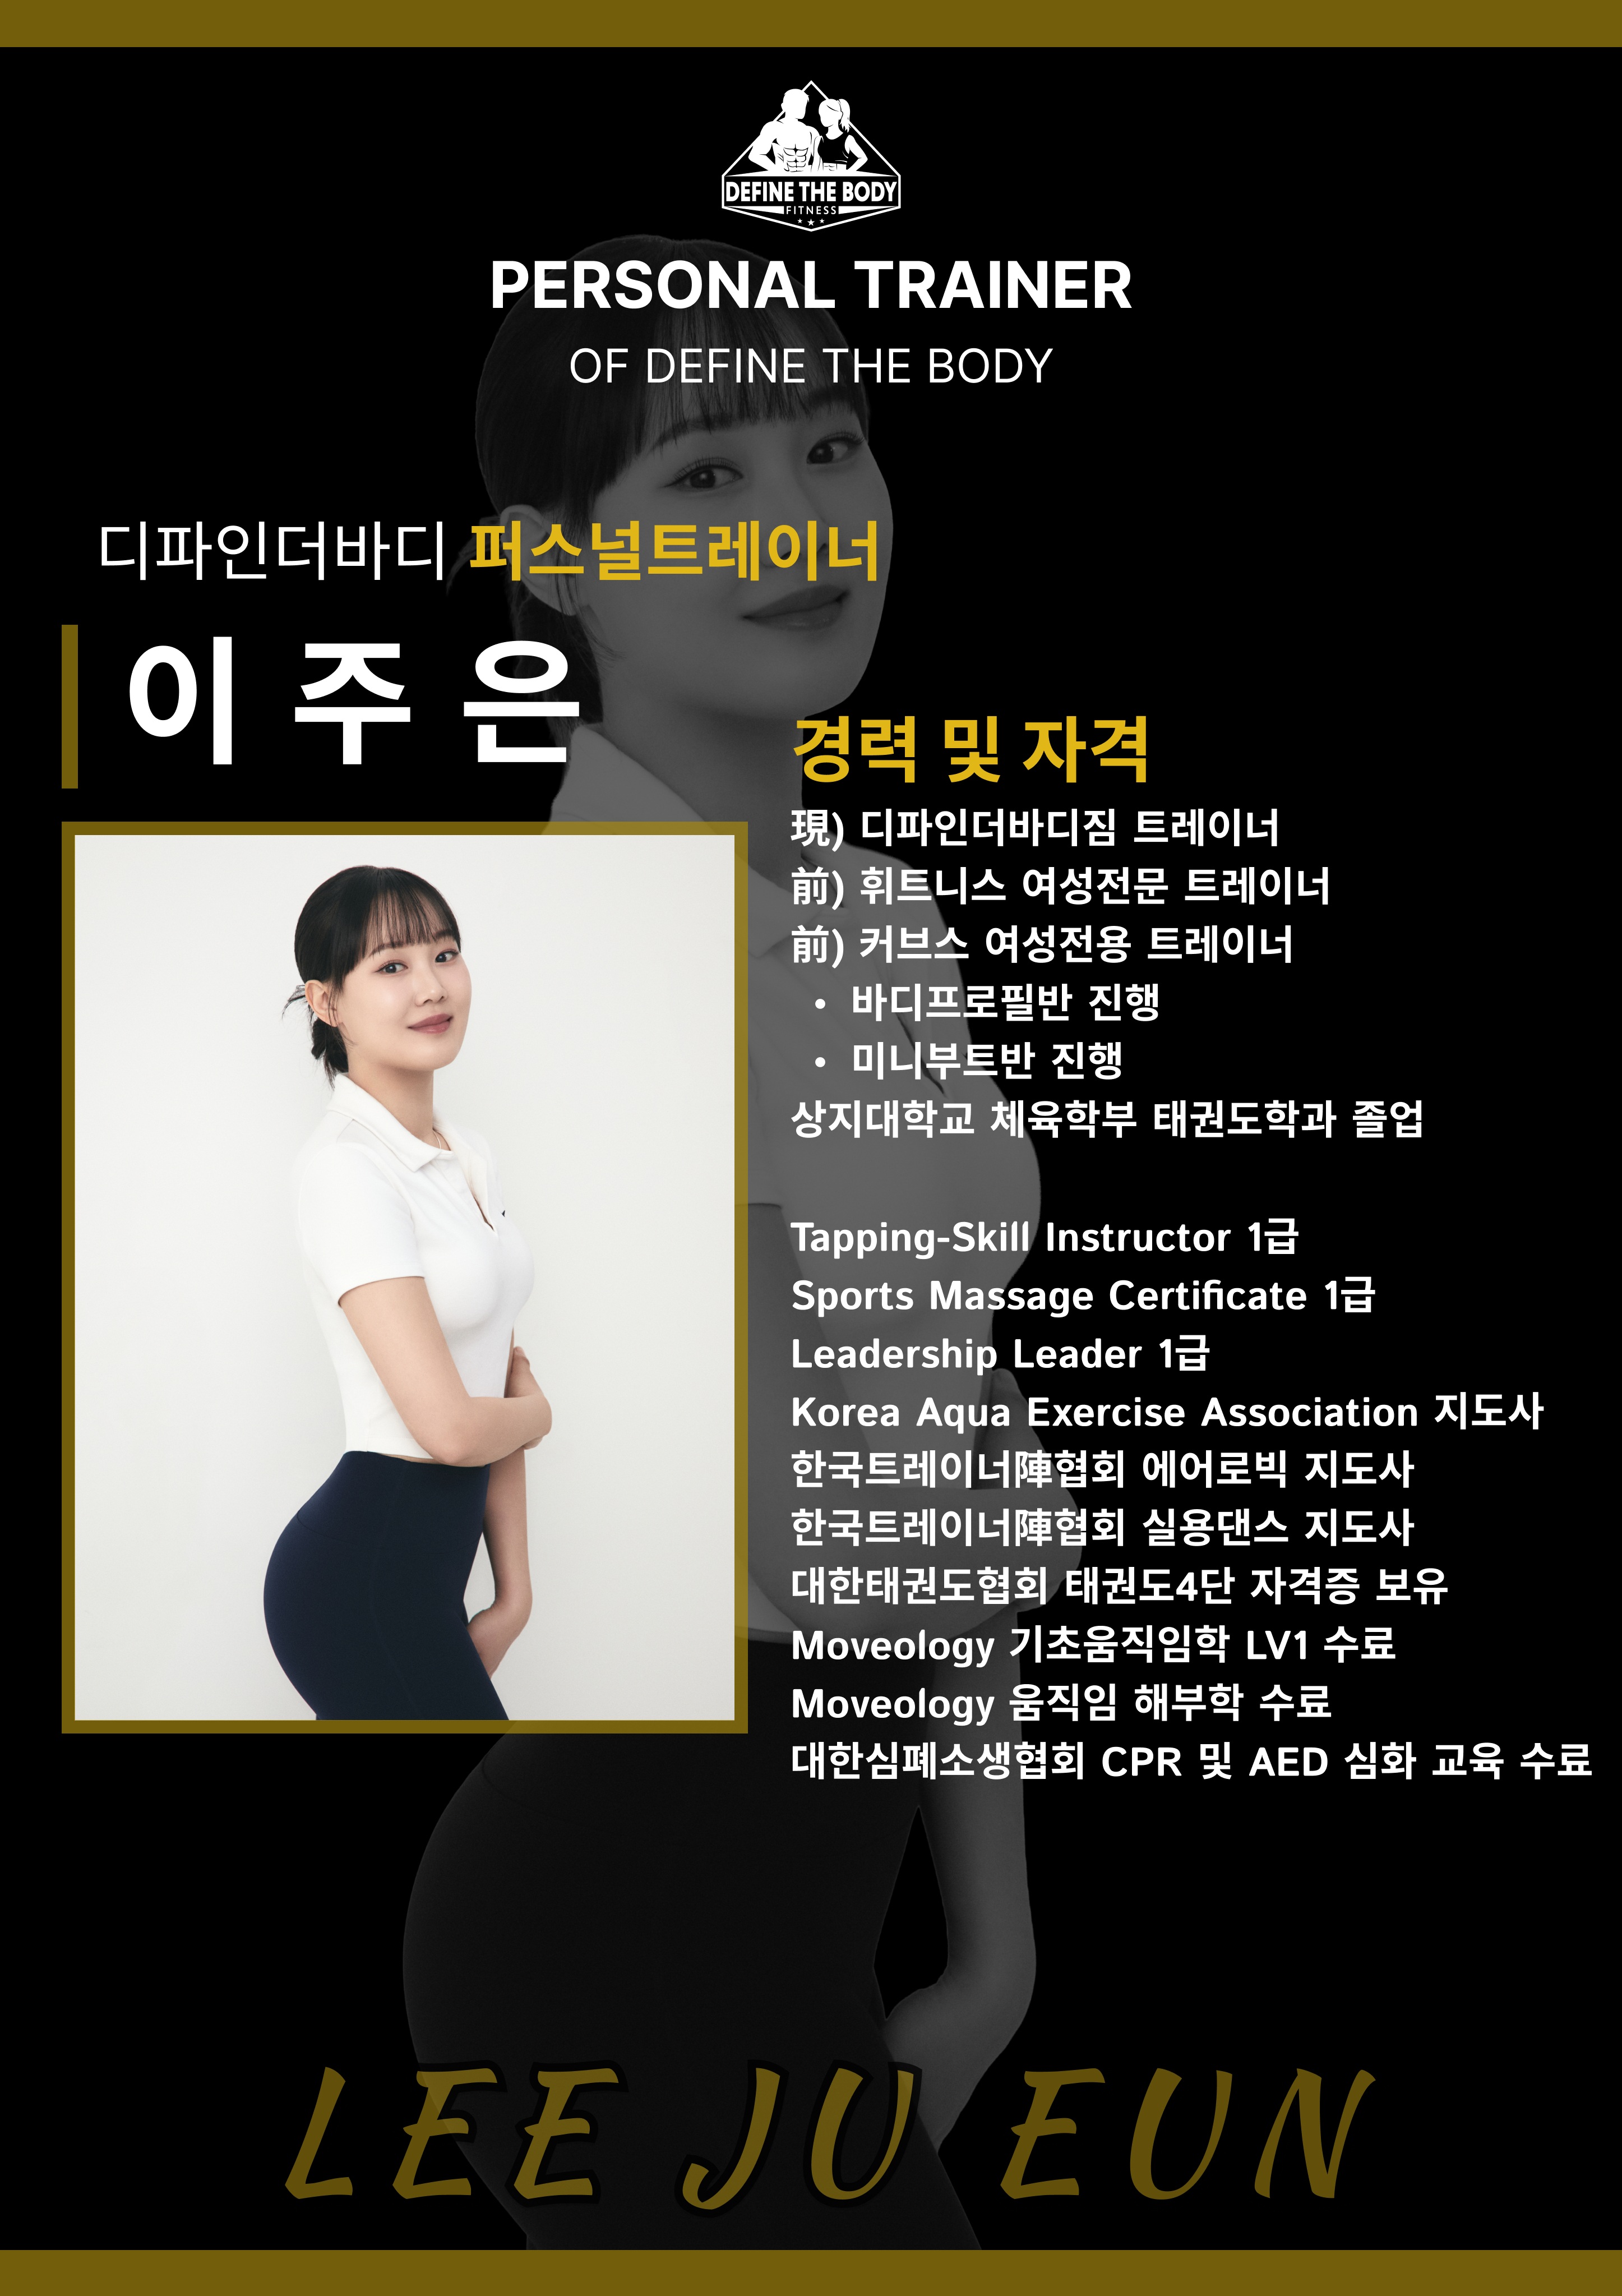 DEFINE THE BODY
FITNESS
PERSONAL TRAINER
OF DEFINE THE BODY
디파인더바디 퍼스널트레이너
이주은
경력 및 자격
現) 디파인더바디짐 트레이너
前) 휘트니스 여성전문 트레이너
前) 커브스 여성전용 트레이너
• 바디프로필반 진행
• 미니부트반 진행
상지대학교 체육학부 태권도학과 졸업
Tapping-Skill Instructor 1급
Sports Massage Certificate 1급
Leadership Leader 1급
Korea Aqua Exercise Association 지도사
한국트레이너陣협회 에어로빅 지도사
한국트레이너陣협회 실용댄스 지도사
대한태권도협회 태권도4단 자격증 보유
Moveology 기초움직임학 LV1 수료
Moveology 움직임 해부학 수료
대한심폐소생협회 CPR 및 AED 심화 교육 수료
LEE JU EUN